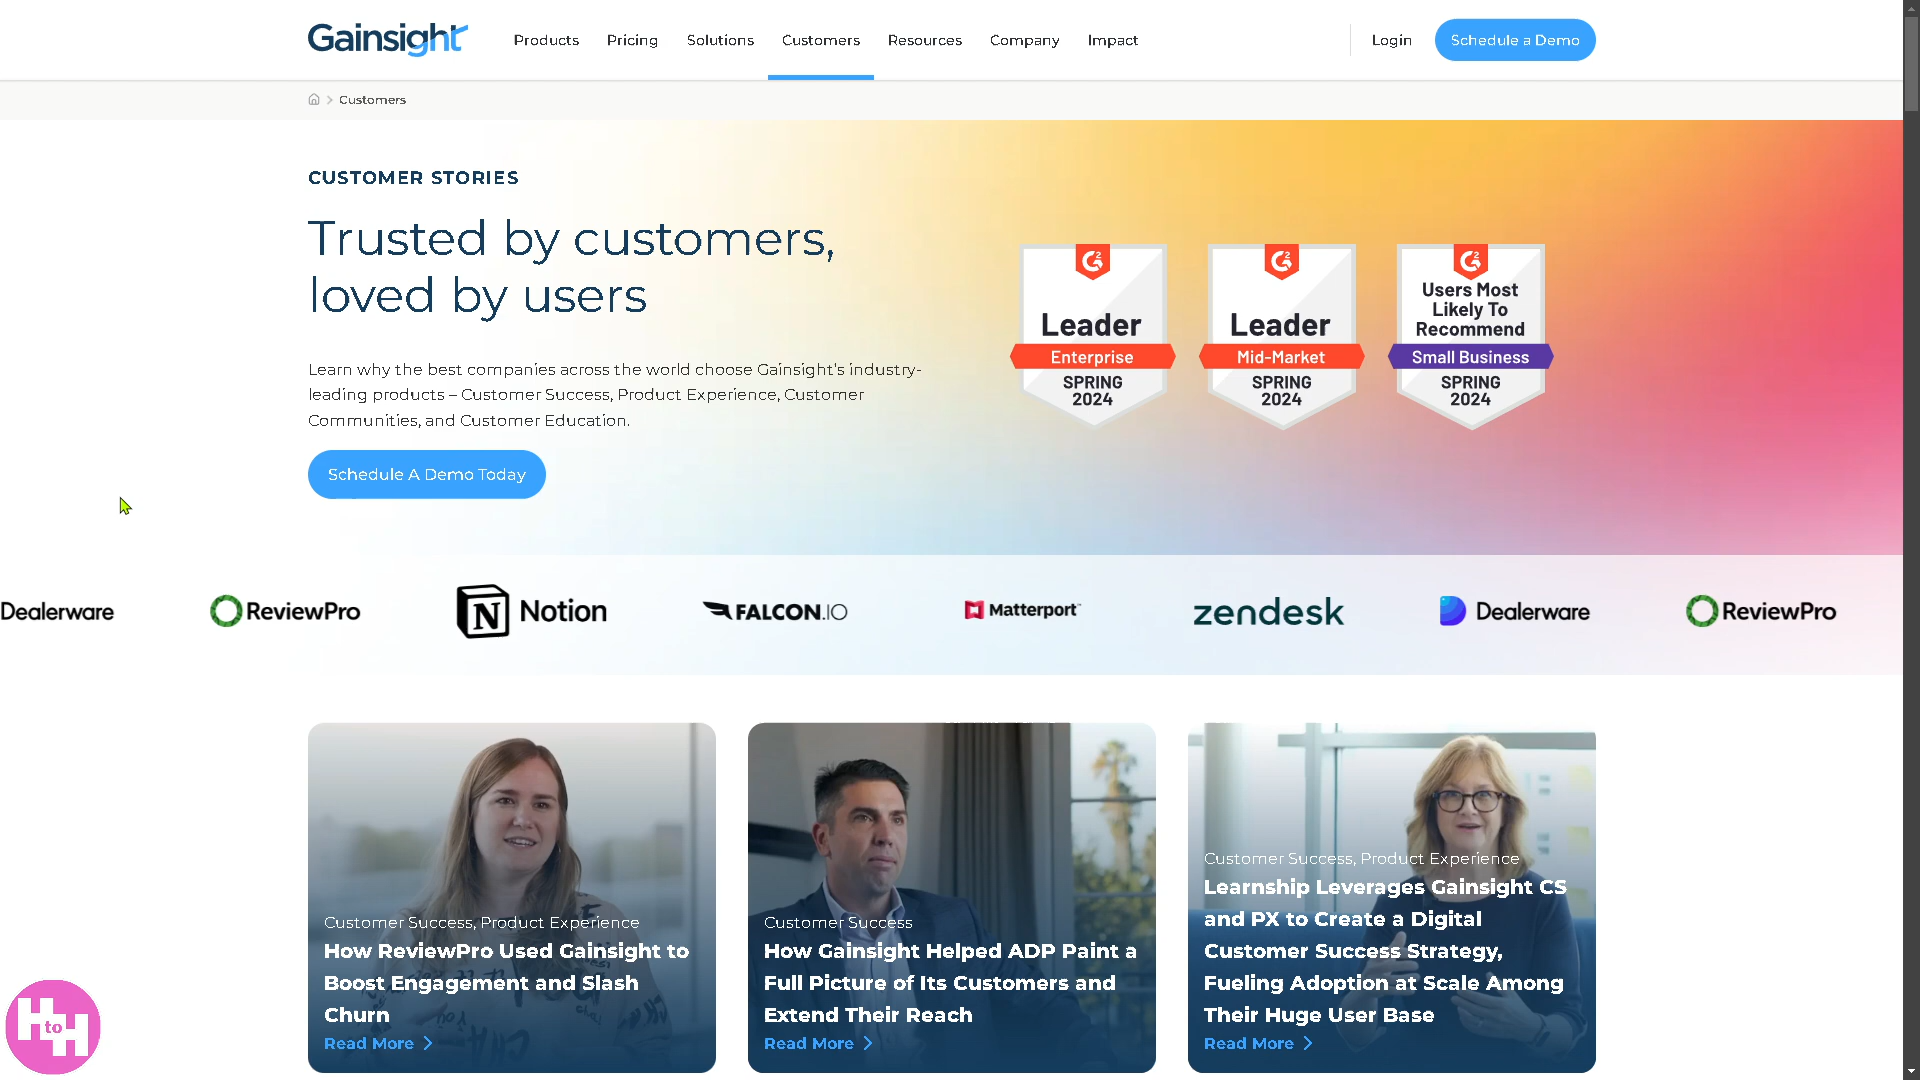 Gainsight
Products
Pricing
Solutions
Customers
Resources
Company
Impact
Login
Schedule a Demo
Customers
CUSTOMER STORIES
Trusted by customers,
loved by users
Learn why the best companies across the world choose Gainsight's industry-
leading products – Customer Success, Product Experience, Customer
Communities, and Customer Education.
Schedule A Demo Today
G2
Leader
Enterprise
SPRING
2024
G2
Leader
Mid-Market
SPRING
2024
G2
Users Most
Likely To
Recommend
Small Business
SPRING
2024
Dealerware
ReviewPro
Notion
FALCON.IO
Matterport
zendesk
Dealerware
ReviewPro
Customer Success, Product Experience
How ReviewPro Used Gainsight to
Boost Engagement and Slash
Churn
Read More
Customer Success
How Gainsight Helped ADP Paint a
Full Picture of Its Customers and
Extend Their Reach
Read More
Customer Success, Product Experience
Learnship Leverages Gainsight CS
and PX to Create a Digital
Customer Success Strategy,
Fueling Adoption at Scale Among
Their Huge User Base
Read More
H to H